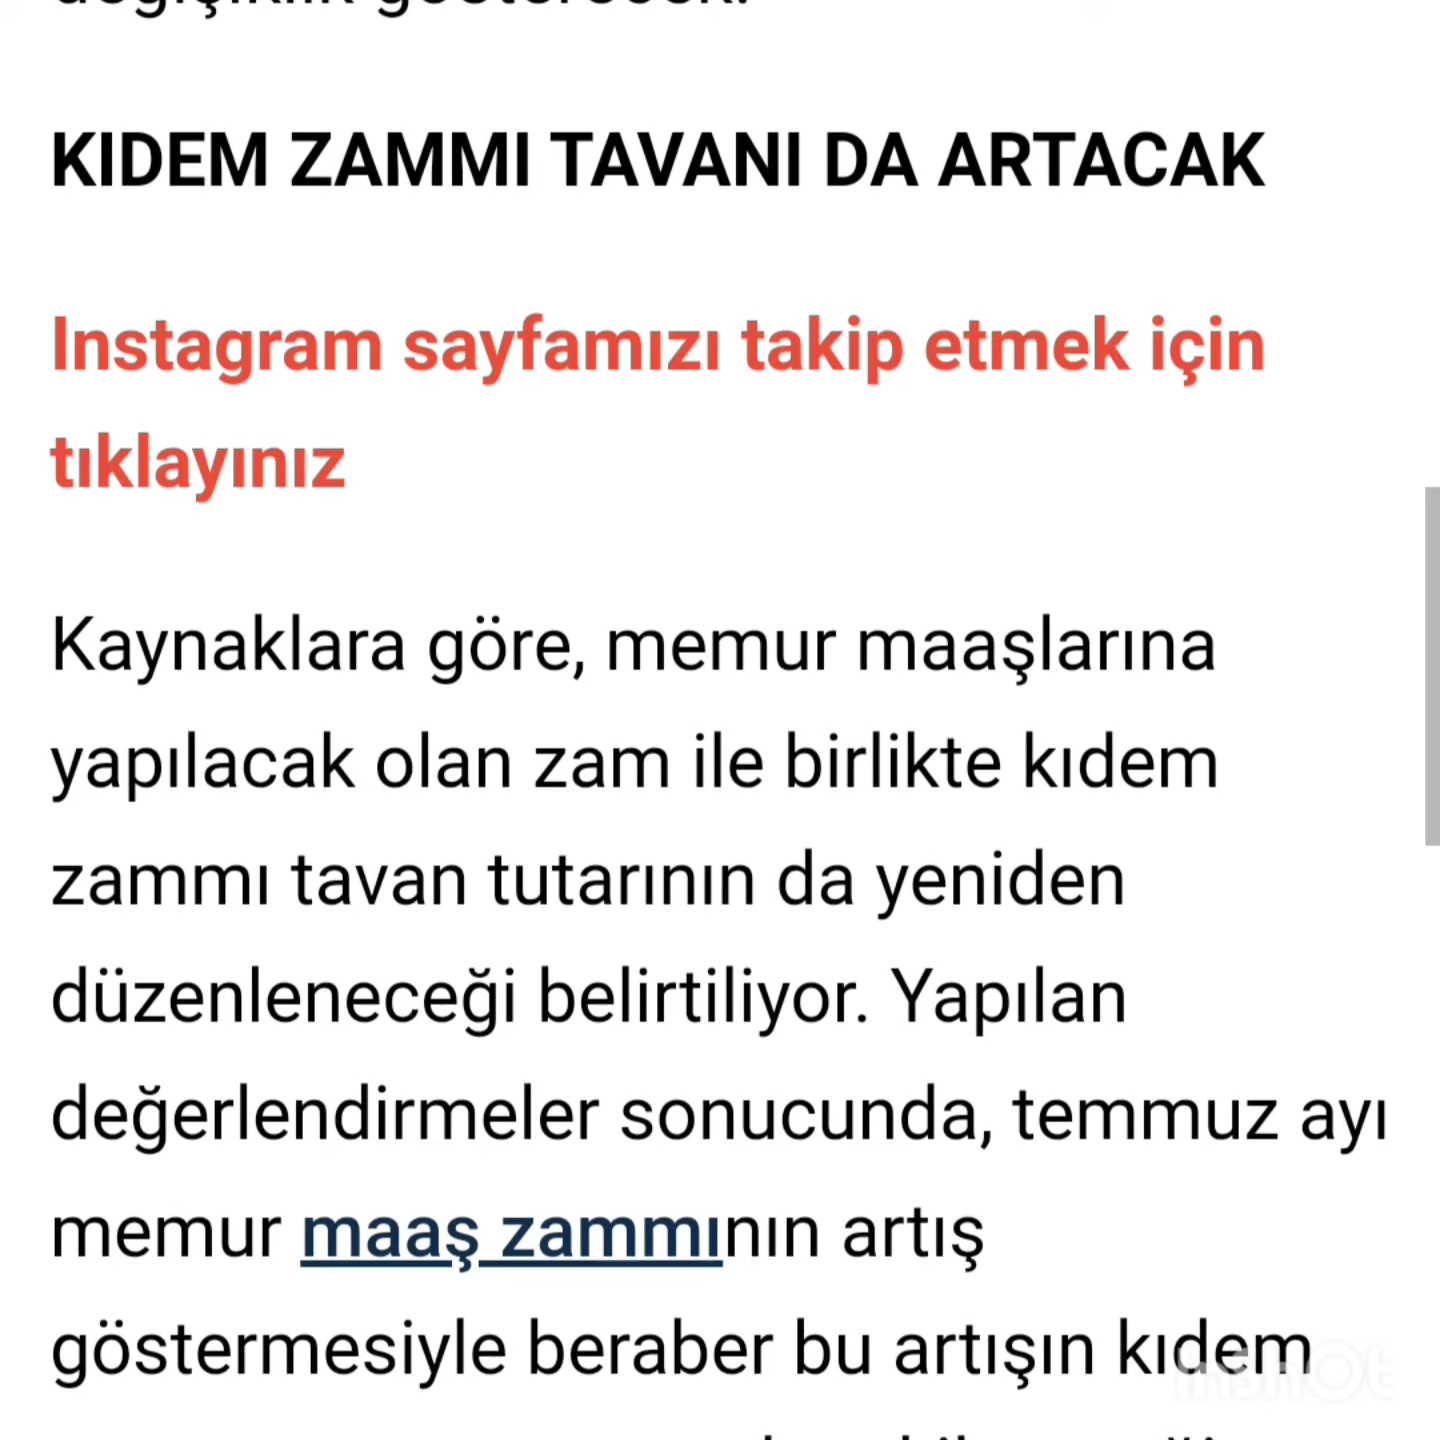 KIDEM ZAMMI TAVANI DA ARTACAK
Instagram sayfamızı takip etmek için
tıklayınız
Kaynaklara göre, memur maaşlarına
yapılacak olan zam ile birlikte kıdem
zammı tavan tutarının da yeniden
düzenleneceği belirtiliyor. Yapılan
değerlendirmeler sonucunda, temmuz ayı
memur maaş zammının artış
göstermesiyle beraber bu artışın kıdem
InShOt